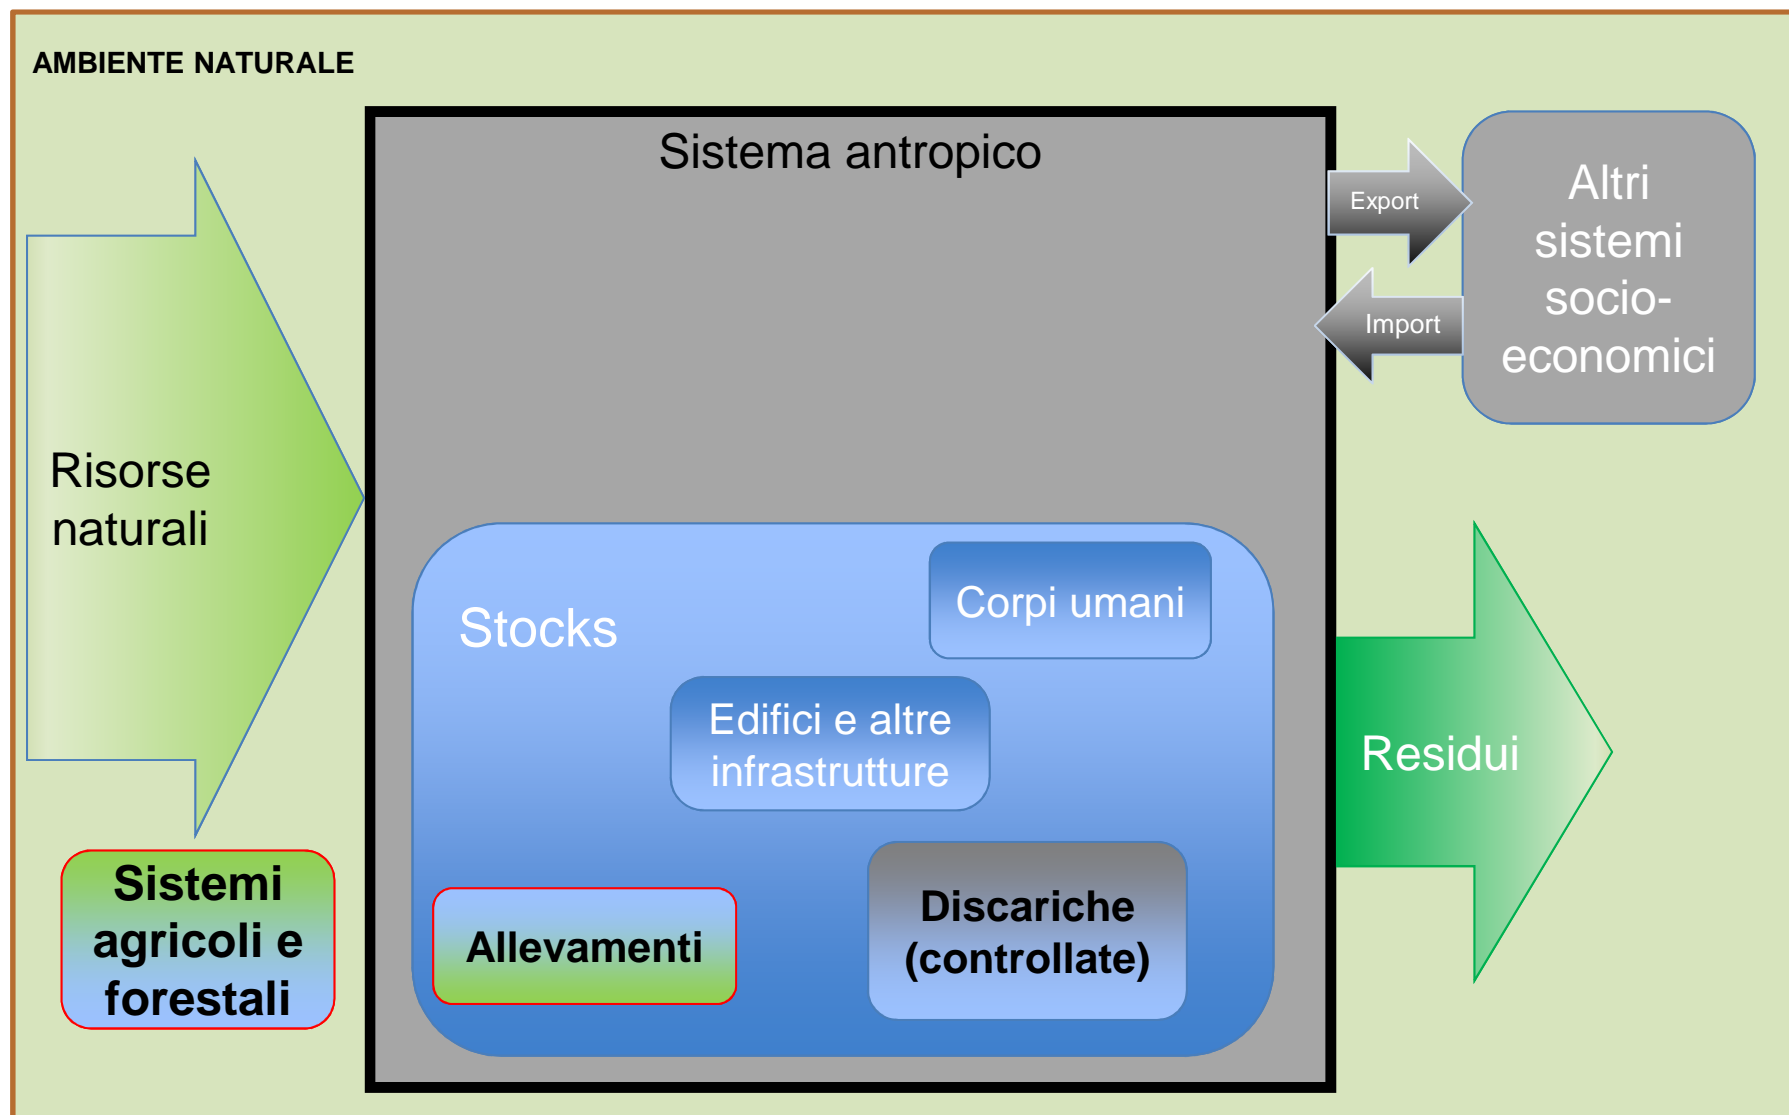 AMBIENTE NATURALE
Sistema antropico
Export
Import
Altri
sistemi
socio-
economici
Risorse
naturali
Stocks
Corpi umani
Edifici e altre
infrastrutture
Residui
Sistemi
agricoli e
forestali
Allevamenti
Discariche
(controllate)